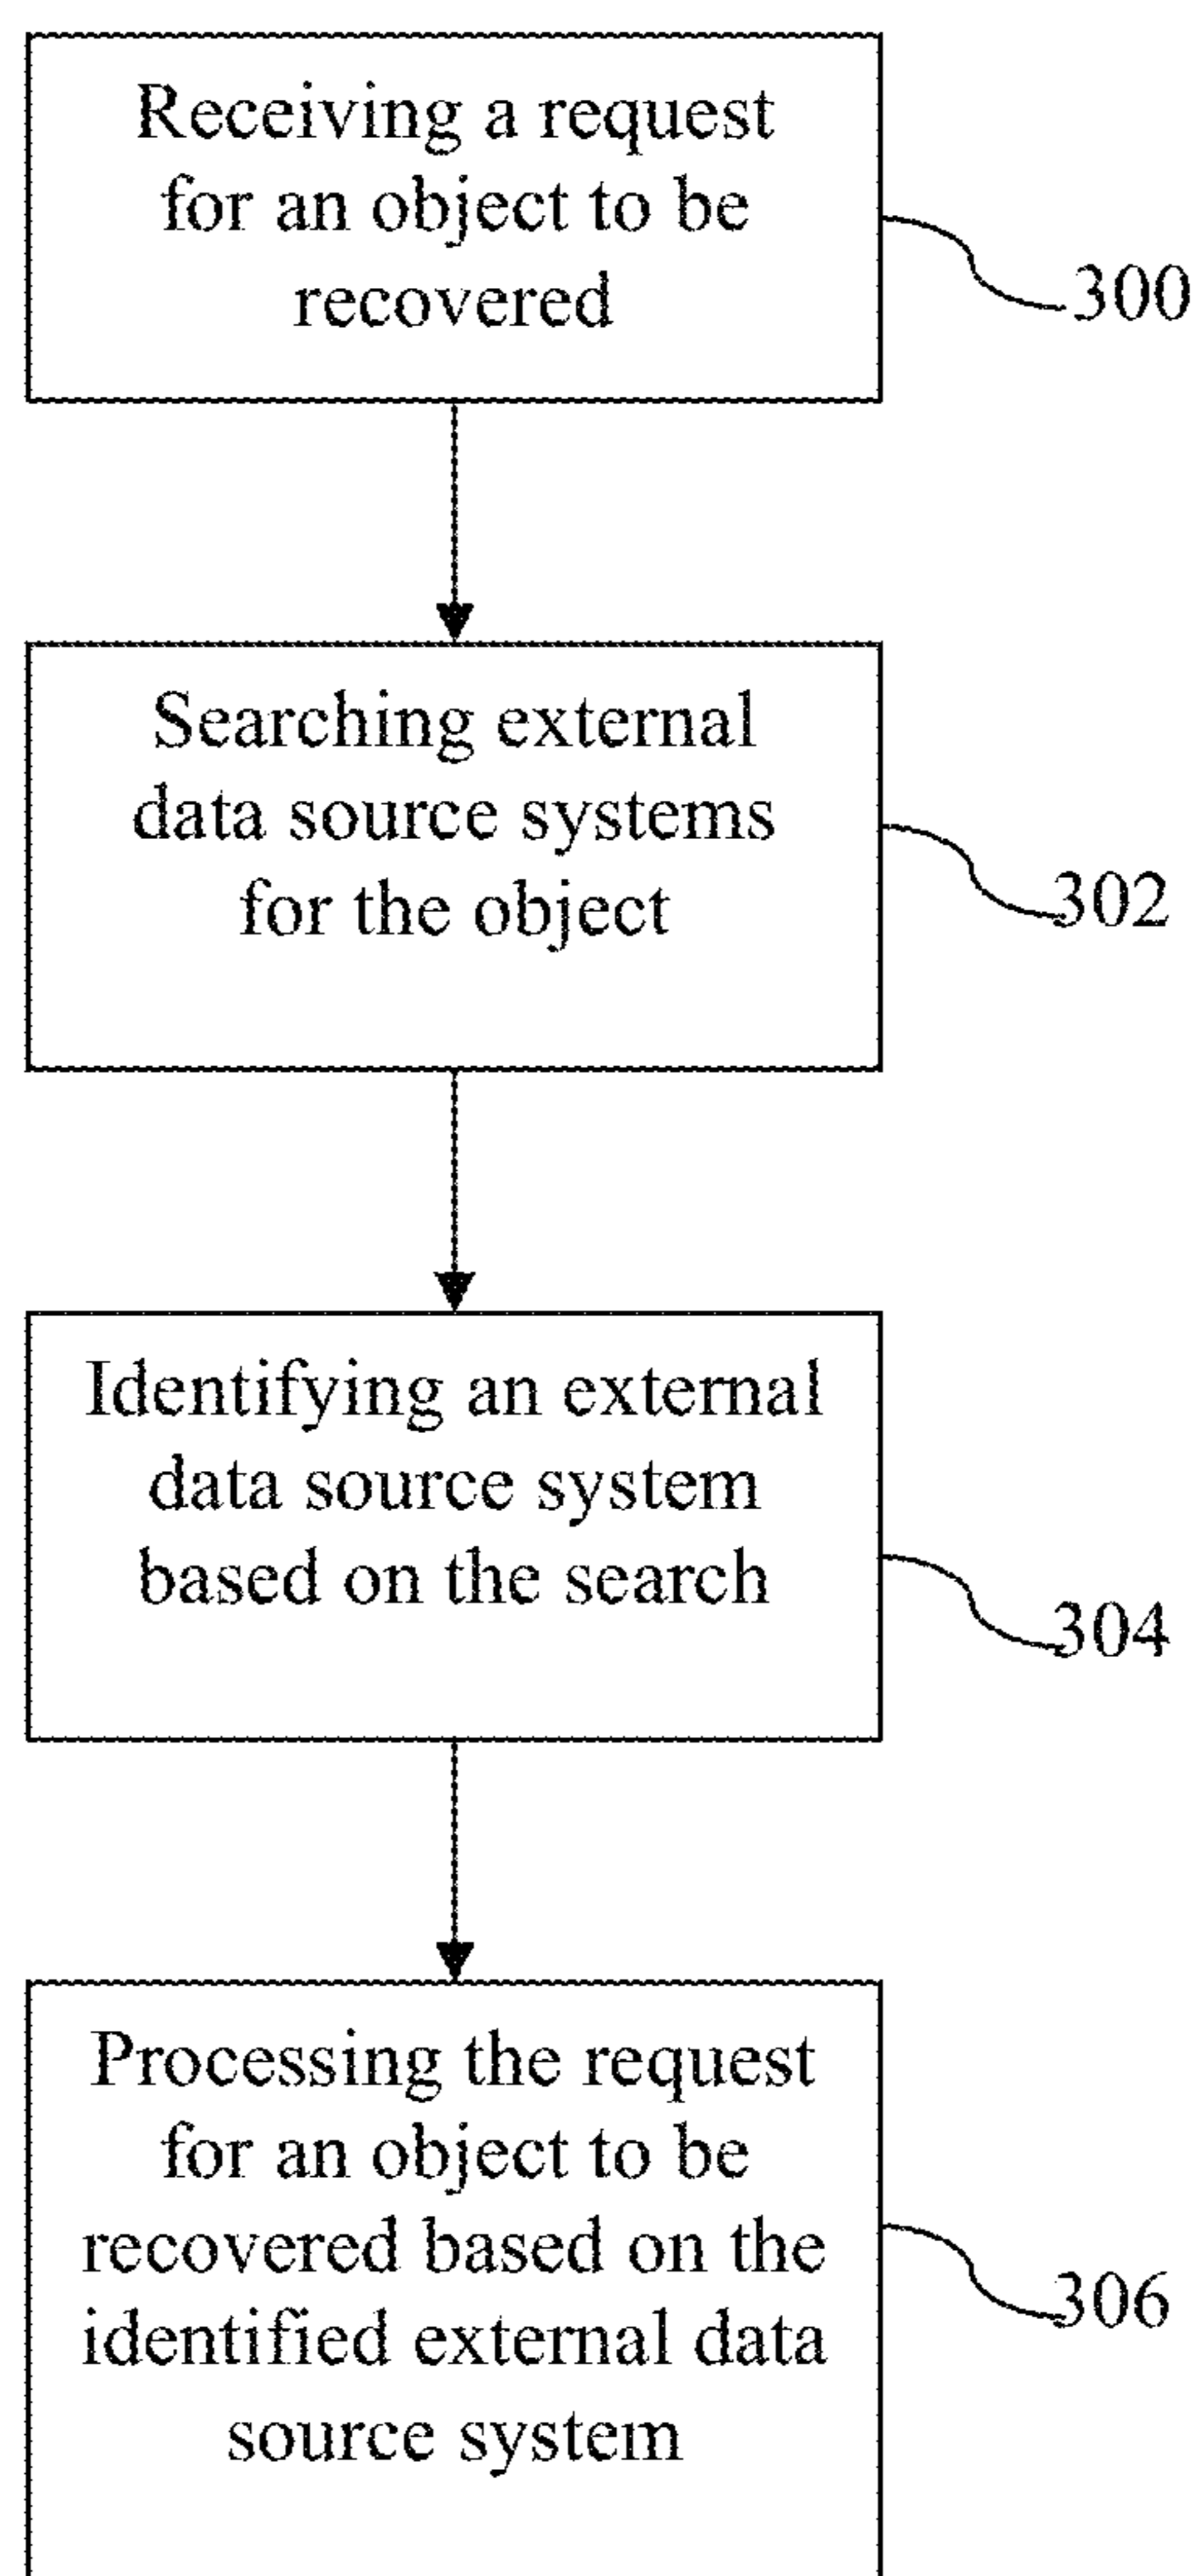 Receiving a request
for an object to be
recovered
300
Searching external
data source systems
for the object
302
Identifying an external
data source system
based on the search
304
Processing the request
for an object to be
recovered based on the
identified external data
source system
306